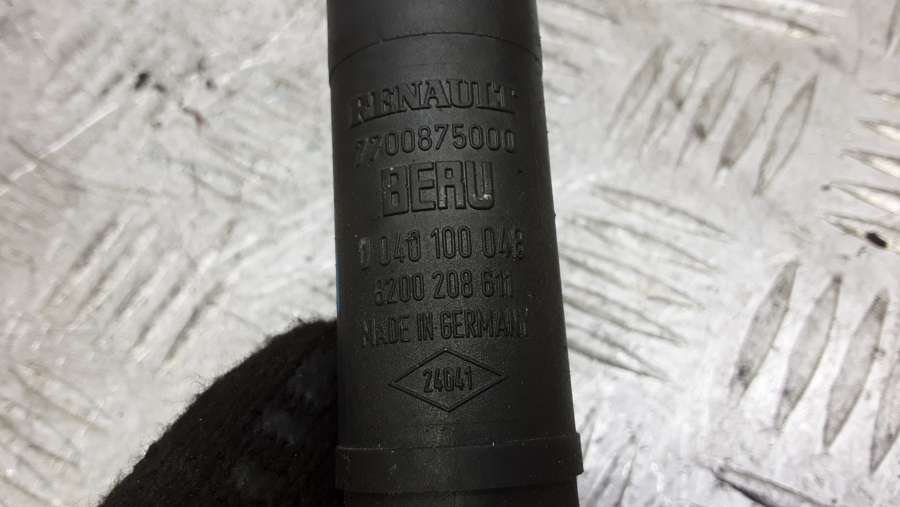 RENAULT
7700875000
BERU
0 040 100 048
8200 208 611
MADE IN GERMANY
24041